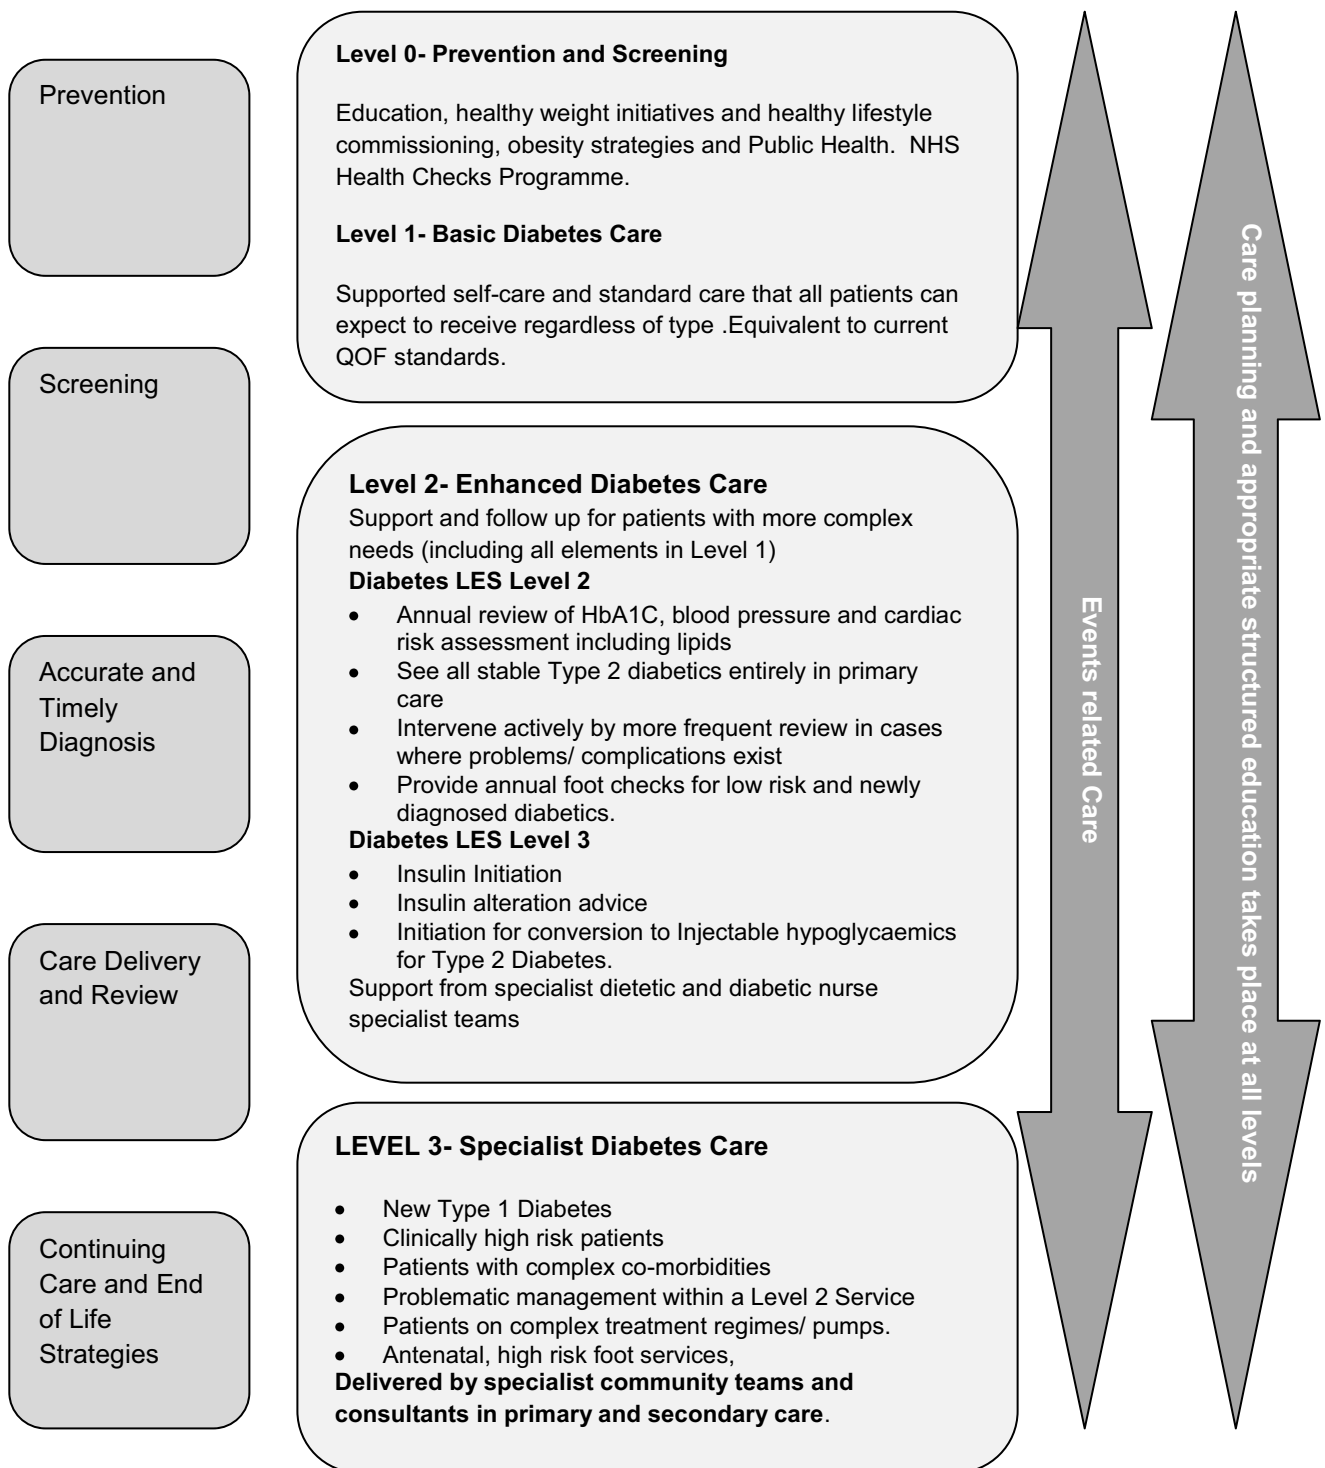 Prevention
Screening
Accurate and
Timely
Diagnosis
Care Delivery
and Review
Continuing
Care and End
of Life
Strategies
Level 0- Prevention and Screening
Education, healthy weight initiatives and healthy lifestyle
commissioning, obesity strategies and Public Health.  NHS
Health Checks Programme.
Level 1- Basic Diabetes Care
Supported self-care and standard care that all patients can
expect to receive regardless of type .Equivalent to current
QOF standards.
Level 2- Enhanced Diabetes Care
Support and follow up for patients with more complex
needs (including all elements in Level 1)
Diabetes LES Level 2
• Annual review of HbA1C, blood pressure and cardiac
risk assessment including lipids
• See all stable Type 2 diabetics entirely in primary
care
• Intervene actively by more frequent review in cases
where problems/ complications exist
• Provide annual foot checks for low risk and newly
diagnosed diabetics.
Diabetes LES Level 3
• Insulin Initiation
• Insulin alteration advice
• Initiation for conversion to Injectable hypoglycaemics
for Type 2 Diabetes.
Support from specialist dietetic and diabetic nurse
specialist teams
LEVEL 3- Specialist Diabetes Care
• New Type 1 Diabetes
• Clinically high risk patients
• Patients with complex co-morbidities
• Problematic management within a Level 2 Service
• Patients on complex treatment regimes/ pumps.
• Antenatal, high risk foot services,
Delivered by specialist community teams and
consultants in primary and secondary care.
Events related Care
Care planning and appropriate structured education takes place at all levels